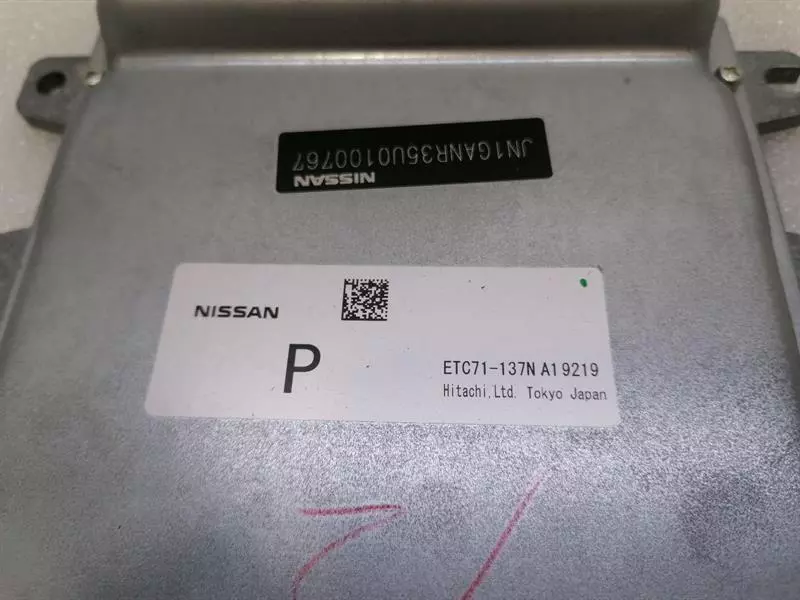 JN1GANR35U0100767
NISSAN
NISSAN
P
ETC71-137N A1 9219
Hitachi,Ltd. Tokyo Japan